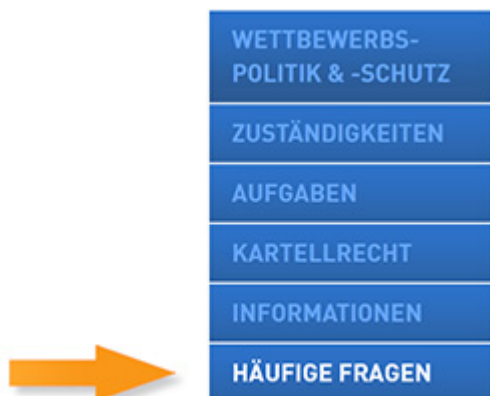 WETTBEWERBS-
POLITIK & -SCHUTZ
ZUSTÄNDIGKEITEN
AUFGABEN
KARTELLRECHT
INFORMATIONEN
HÄUFIGE FRAGEN